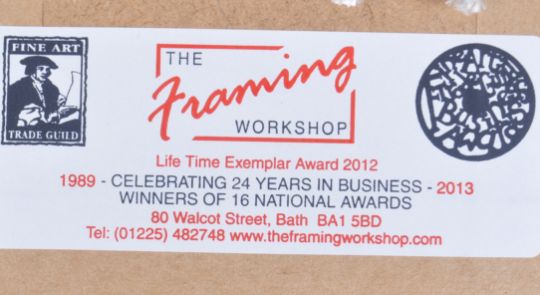 FINE ART
TRADE GUILD
THE
Framing
WORKSHOP
Life Time Exemplar Award 2012
1989 - CELEBRATING 24 YEARS IN BUSINESS - 2013
WINNERS OF 16 NATIONAL AWARDS
80 Walcot Street, Bath BA1 5BD
Tel: (01225) 482748 www.theframingworkshop.com